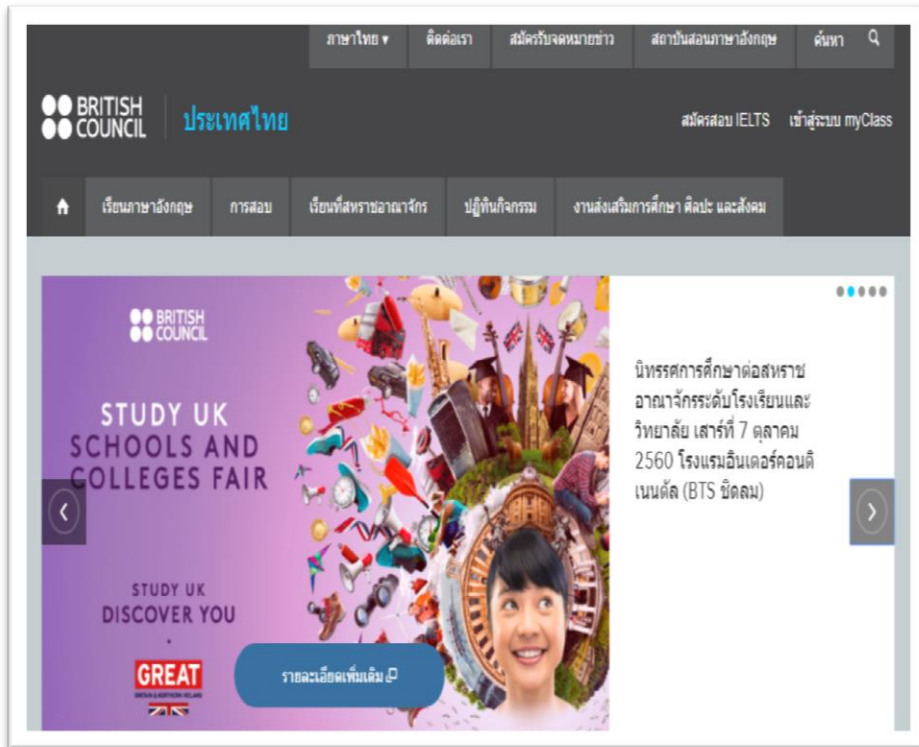 ภาษาไทย ▾ ติดต่อเรา สมัครรับจดหมายข่าว สถาบันสอนภาษาอังกฤษ ค้นหา
BRITISH
COUNCIL
ประเทศไทย
สมัครสอบ IELTS เข้าสู่ระบบ myClass
เรียนภาษาอังกฤษ การสอบ เรียนที่สหราชอาณาจักร ปฏิทินกิจกรรม งานส่งเสริมการศึกษา ศิลปะ และสังคม
BRITISH
COUNCIL
STUDY UK
SCHOOLS AND
COLLEGES FAIR
STUDY UK
DISCOVER YOU
GREAT
BRITAIN & NORTHERN IRELAND
รายละเอียดเพิ่มเติม
นิทรรศการศึกษาต่อสหราช
อาณาจักรระดับโรงเรียนและ
วิทยาลัย เสาร์ที่ 7 ตุลาคม
2560 โรงแรมอินเตอร์คอนติ
เนนตัล (BTS ชิดลม)